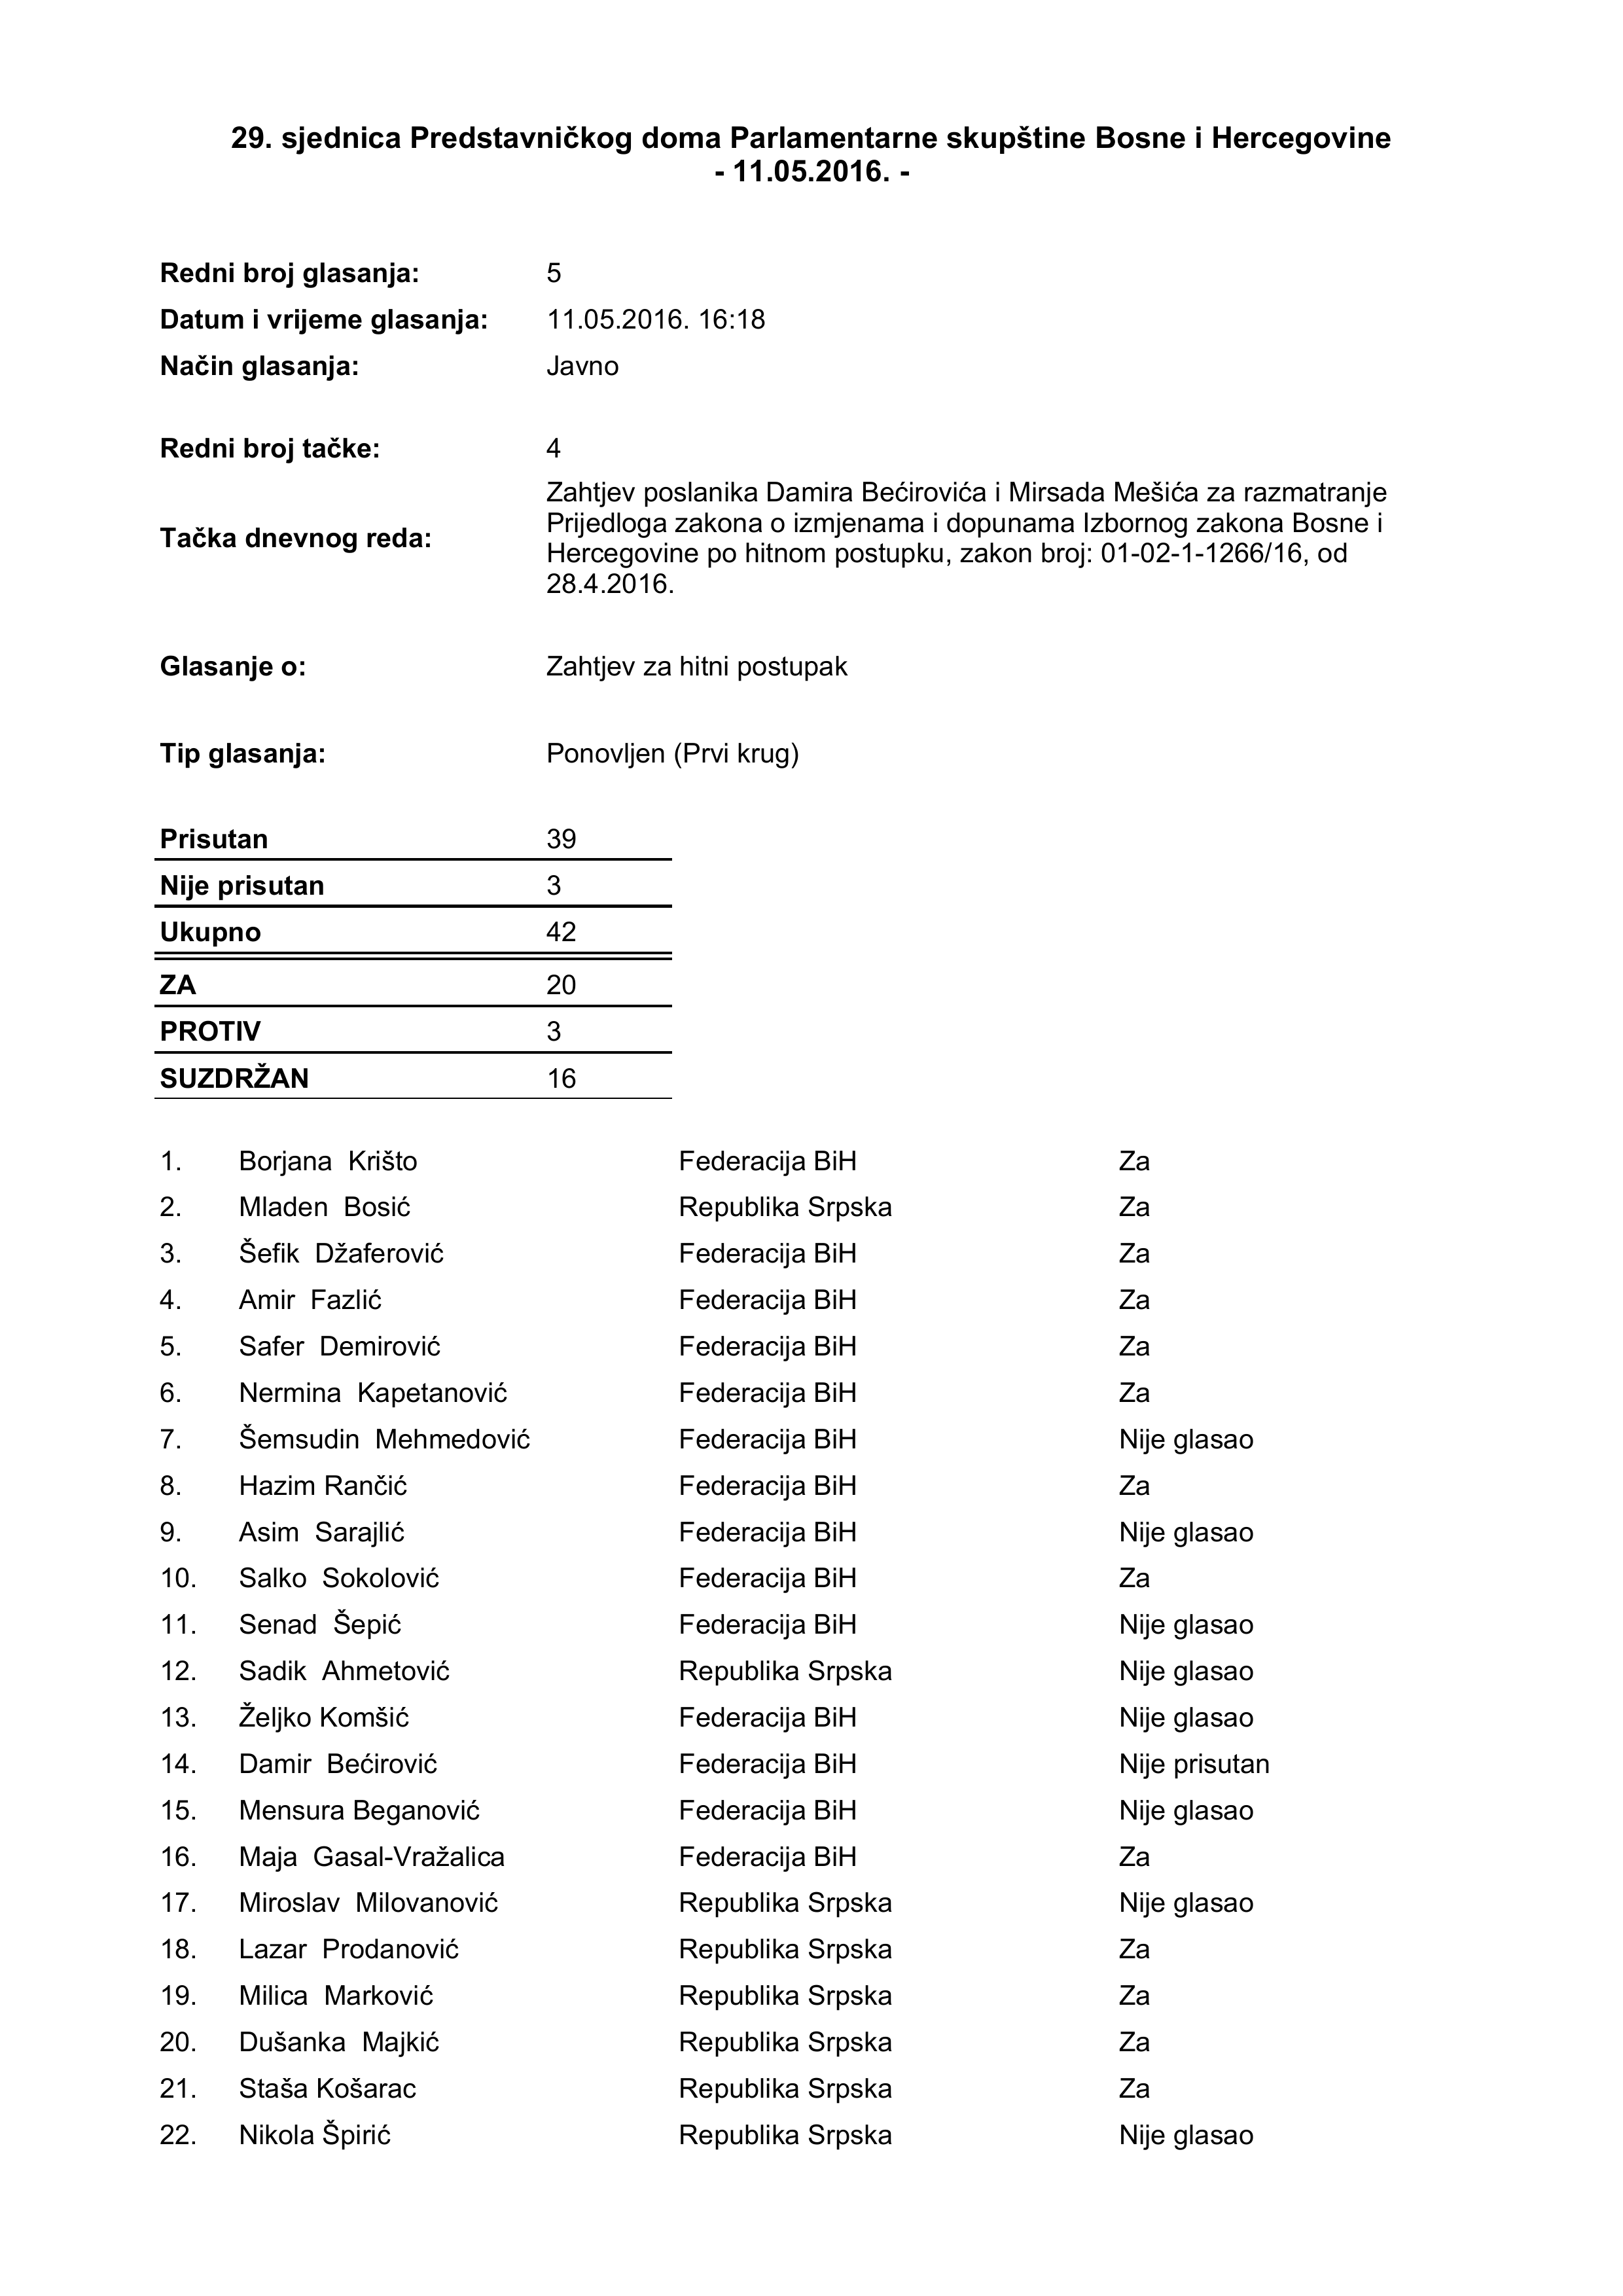 29. sjednica Predstavničkog doma Parlamentarne skupštine Bosne i Hercegovine
- 11.05.2016. -
Redni broj glasanja: 5
Datum i vrijeme glasanja: 11.05.2016. 16:18
Način glasanja: Javno
Redni broj tačke: 4
Tačka dnevnog reda: Zahtjev poslanika Damira Bećirovića i Mirsada Mešića za razmatranje
Prijedloga zakona o izmjenama i dopunama Izbornog zakona Bosne i
Hercegovine po hitnom postupku, zakon broj: 01-02-1-1266/16, od
28.4.2016.
Glasanje o: Zahtjev za hitni postupak
Tip glasanja: Ponovljen (Prvi krug)
Prisutan 39
Nije prisutan 3
Ukupno 42
ZA 20
PROTIV 3
SUZDRŽAN 16
1. Borjana Krišto Federacija BiH Za
2. Mladen Bosić Republika Srpska Za
3. Šefik Džaferović Federacija BiH Za
4. Amir Fazlić Federacija BiH Za
5. Safer Demirović Federacija BiH Za
6. Nermina Kapetanović Federacija BiH Za
7. Šemsudin Mehmedović Federacija BiH Nije glasao
8. Hazim Rančić Federacija BiH Za
9. Asim Sarajlić Federacija BiH Nije glasao
10. Salko Sokolović Federacija BiH Za
11. Senad Šepić Federacija BiH Nije glasao
12. Sadik Ahmetović Republika Srpska Nije glasao
13. Željko Komšić Federacija BiH Nije glasao
14. Damir Bećirović Federacija BiH Nije prisutan
15. Mensura Beganović Federacija BiH Nije glasao
16. Maja Gasal-Vražalica Federacija BiH Za
17. Miroslav Milovanović Republika Srpska Nije glasao
18. Lazar Prodanović Republika Srpska Za
19. Milica Marković Republika Srpska Za
20. Dušanka Majkić Republika Srpska Za
21. Staša Košarac Republika Srpska Za
22. Nikola Špirić Republika Srpska Nije glasao